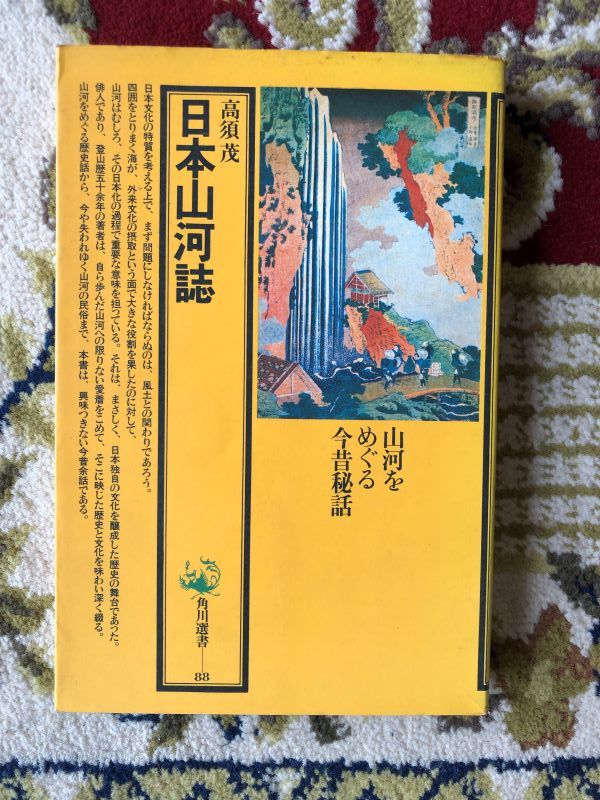 山河を
めぐる
今昔秘話
高須茂
日本山河誌
角川選書—88
日本文化の特質を考える上で、まず問題にしなければならぬのは、風土との関わりであろう。
四囲をとりまく海が、外来文化の摂取という面で大きな役割を果したのに対して、
山河はむしろ、その日本化の過程で重要な意味を担っている。それは、まさしく、日本独自の文化を醸成した歴史の舞台であった。
俳人であり、登山歴五十余年の著者は、自ら歩んだ山河への限りない愛着をこめて、そこに映じた歴史と文化を味わい深く綴る。
山河をめぐる歴史話から、今や失われゆく山河の民俗まで、本書は、興味つきない今昔余話である。